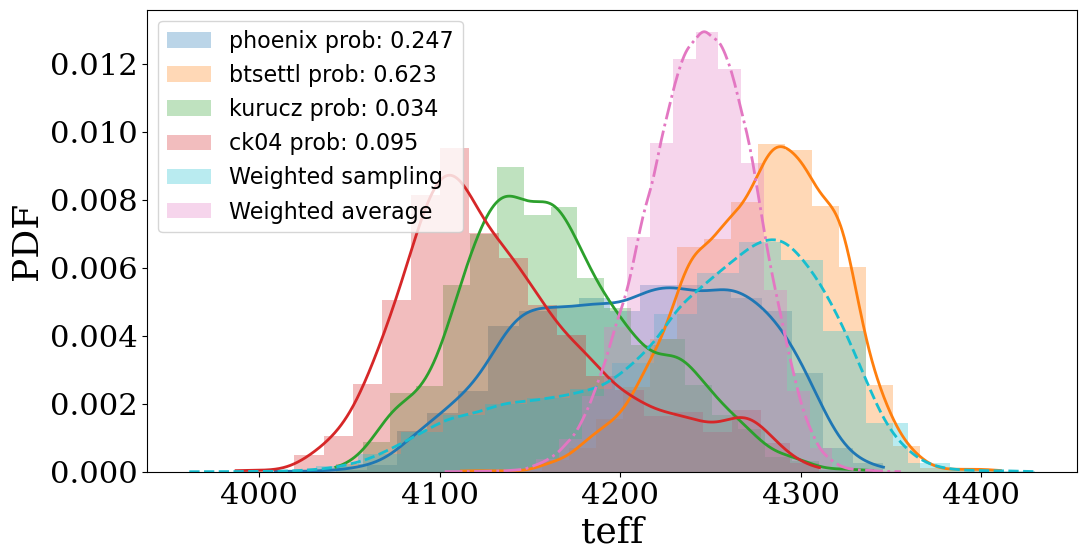 phoenix prob: 0.247
btsettl prob: 0.623
kurucz prob: 0.034
ck04 prob: 0.095
Weighted sampling
Weighted average
PDF
0.012
0.010
0.008
0.006
0.004
0.002
0.000
4000 4100 4200 4300 4400
teff